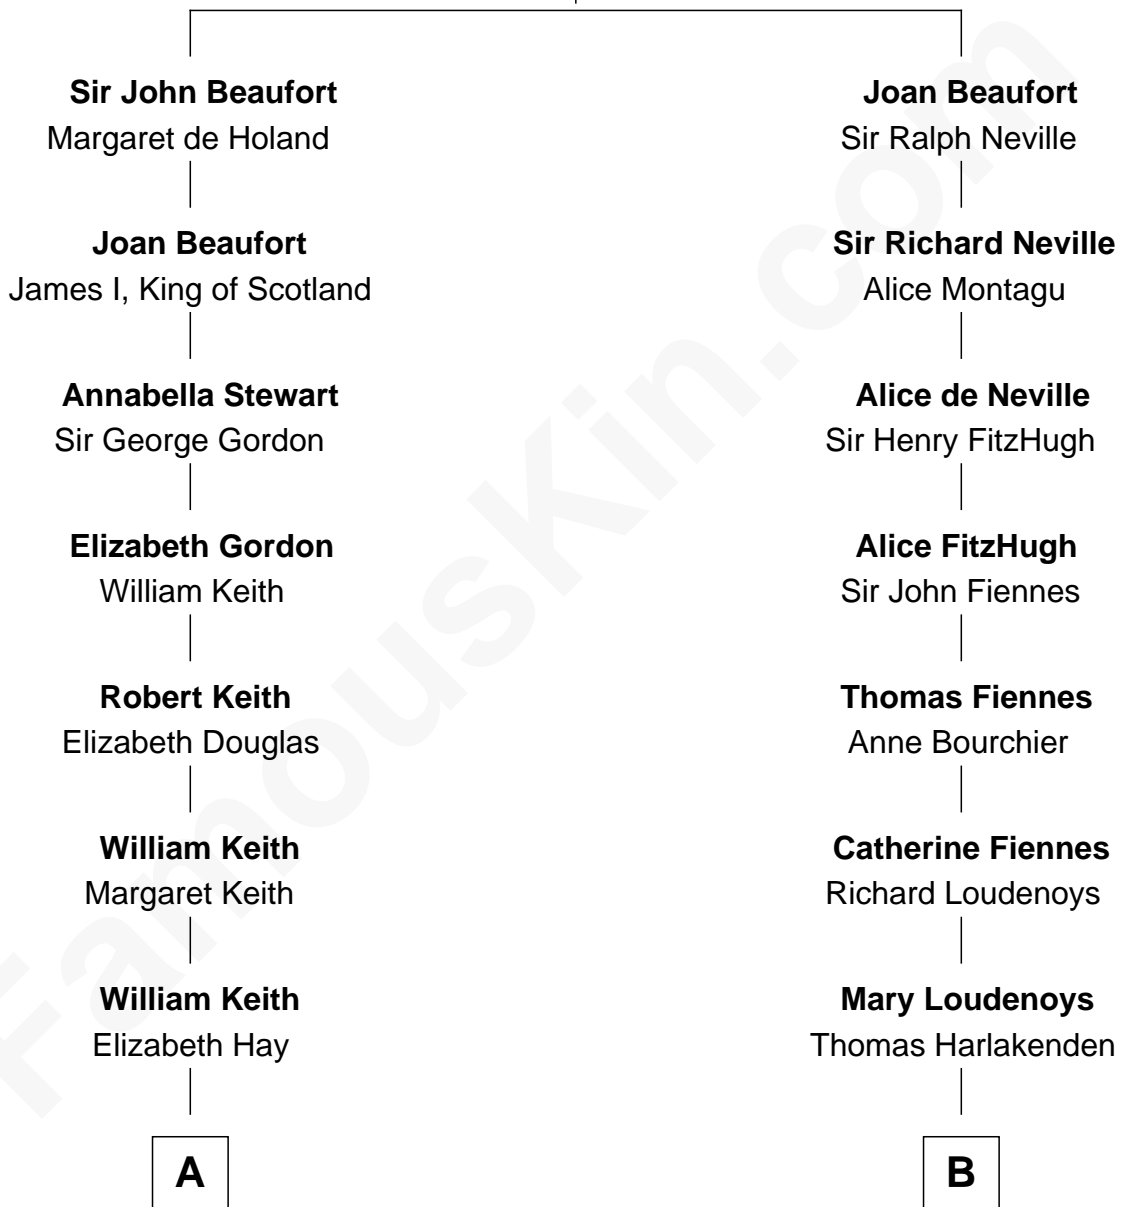 Sir John Beaufort
Margaret de Holand
Joan Beaufort
James I, King of Scotland
Annabella Stewart
Sir George Gordon
Elizabeth Gordon
William Keith
Robert Keith
Elizabeth Douglas
William Keith
Margaret Keith
William Keith
Elizabeth Hay
A
Joan Beaufort
Sir Ralph Neville
Sir Richard Neville
Alice Montagu
Alice de Neville
Sir Henry FitzHugh
Alice FitzHugh
Sir John Fiennes
Thomas Fiennes
Anne Bourchier
Catherine Fiennes
Richard Loudenoys
Mary Loudenoys
Thomas Harlakenden
B
FamousKin.com